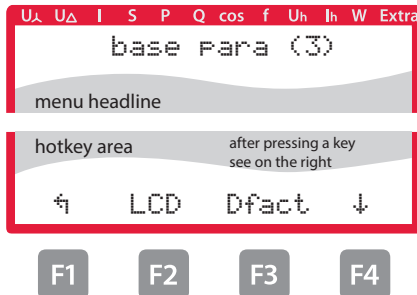 U⅄ U△ I S P Q cos f Uh Ih W Extra
base para (3)
menu headline
hotkey area
after pressing a key
see on the right
↰ LCD Dfact ↓
F1 F2 F3 F4